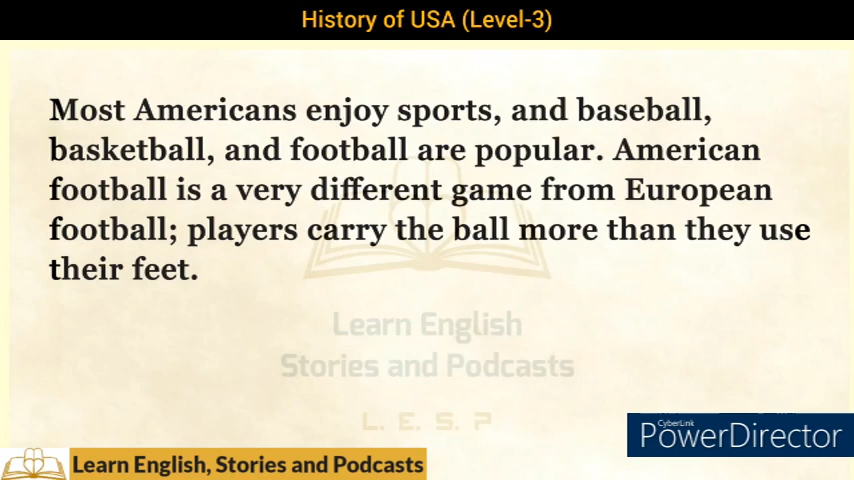 History of USA (Level-3)
Most Americans enjoy sports, and baseball,
basketball, and football are popular. American
football is a very different game from European
football; players carry the ball more than they use
their feet.
Learn English
Stories and Podcasts
L. E. S. P
CyberLink
PowerDirector
Learn English, Stories and Podcasts